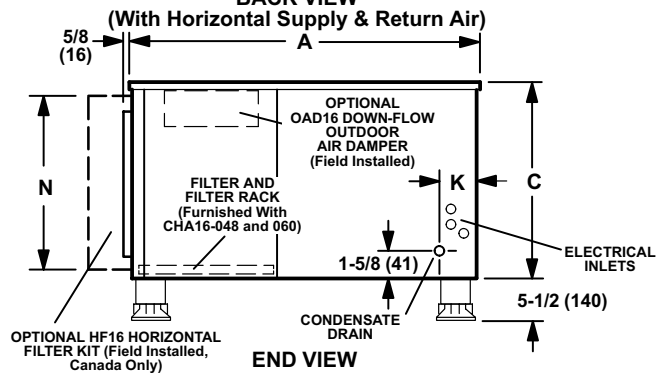 BACK VIEW
(With Horizontal Supply & Return Air)
5/8
(16)
A
OPTIONAL
OAD16 DOWN-FLOW
OUTDOOR
AIR DAMPER
(Field Installed)
N
FILTER AND
FILTER RACK
(Furnished With
CHA16-048 and 060)
K
C
1-5/8 (41)
ELECTRICAL
INLETS
5-1/2 (140)
CONDENSATE
DRAIN
OPTIONAL HF16 HORIZONTAL
FILTER KIT (Field Installed,
Canada Only)
END VIEW